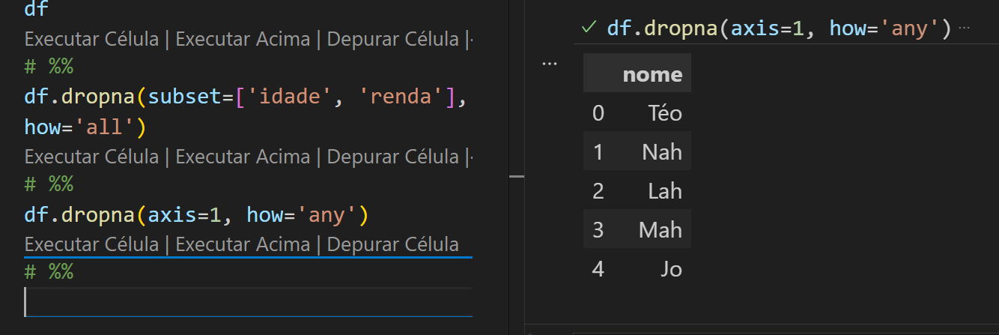 df
Executar Célula | Executar Acima | Depurar Célula |
# %%
df.dropna(subset=['idade', 'renda'],
how='all')
Executar Célula | Executar Acima | Depurar Célula |
# %%
df.dropna(axis=1, how='any')
Executar Célula | Executar Acima | Depurar Célula
# %%
✓ df.dropna(axis=1, how='any') ···
···
nome
0 Téo
1 Nah
2 Lah
3 Mah
4 Jo